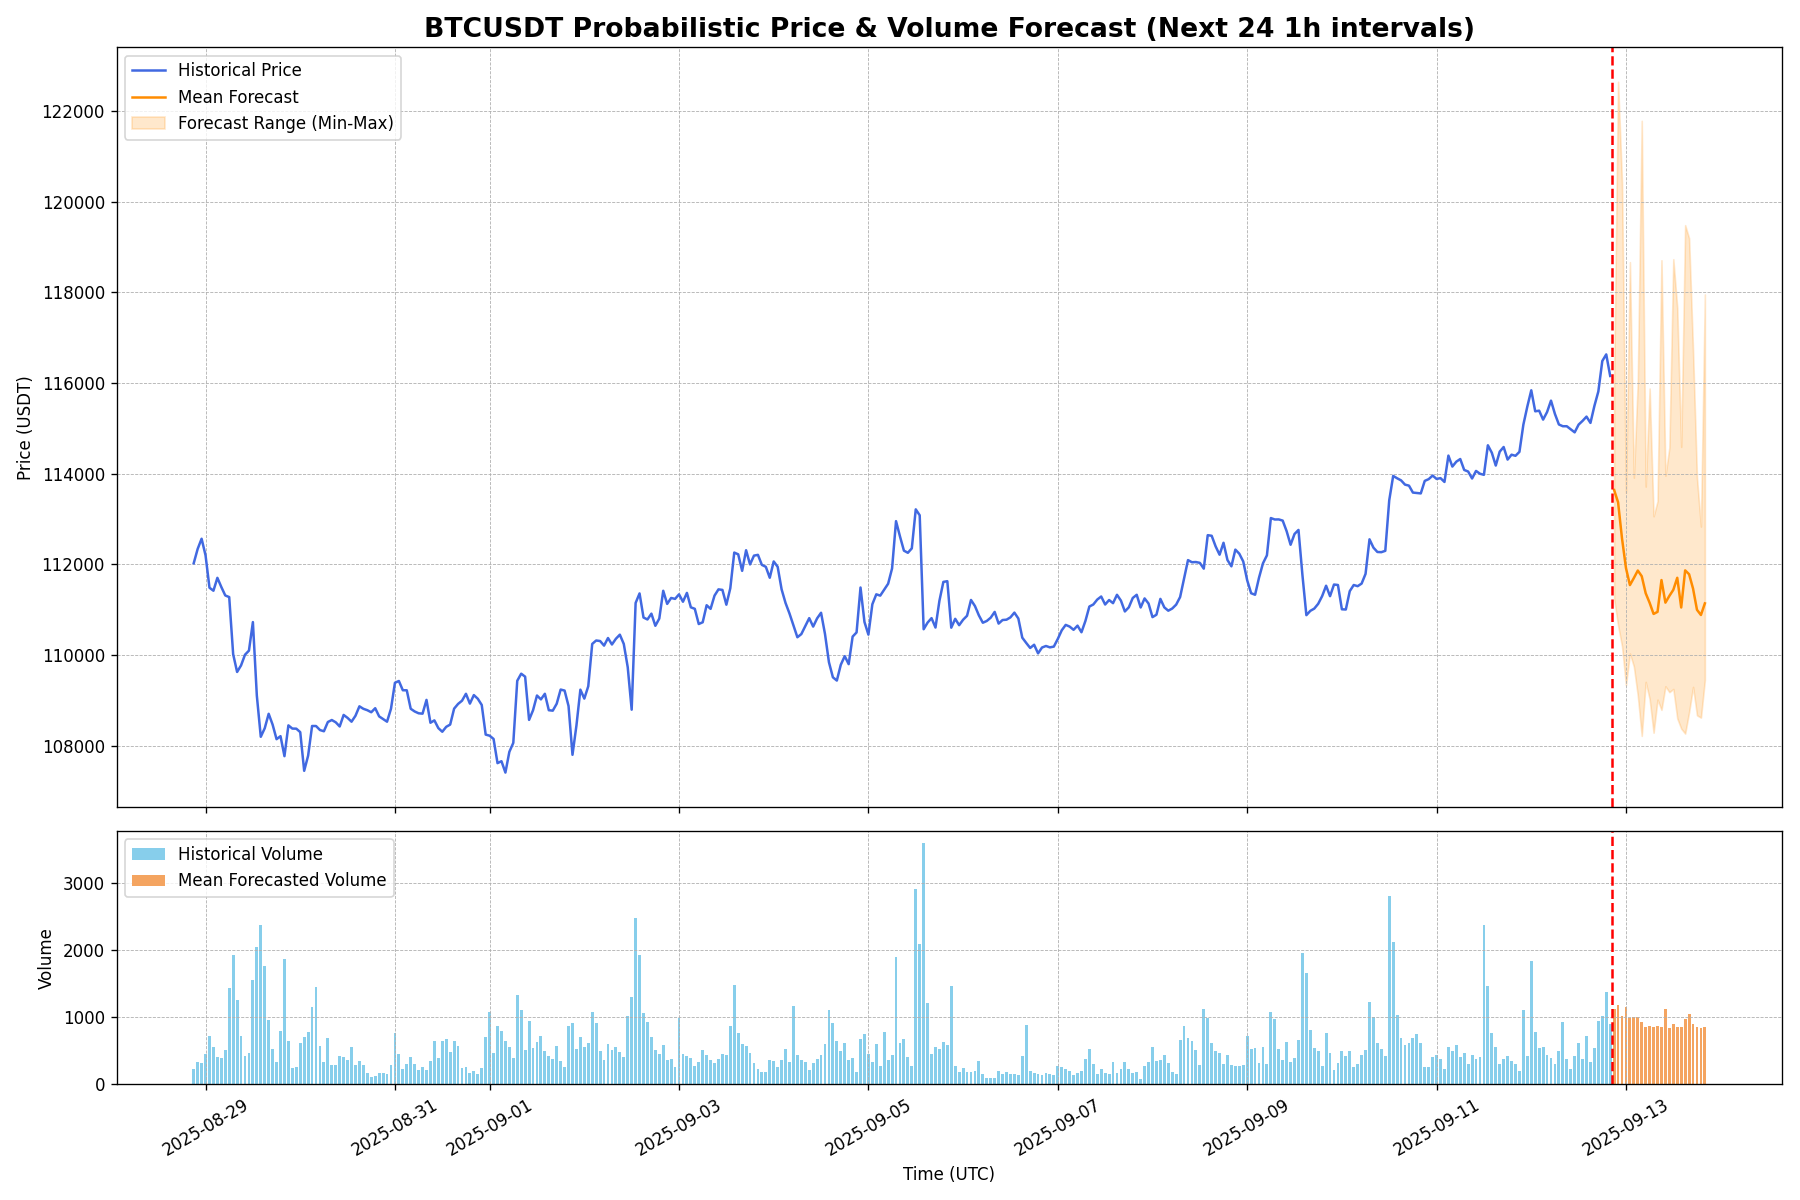 BTCUSDT Probabilistic Price & Volume Forecast (Next 24 1h intervals)
Historical Price
Mean Forecast
Forecast Range (Min-Max)
122000
120000
118000
116000
114000
112000
110000
108000
Price (USDT)
Historical Volume
Mean Forecasted Volume
3000
2000
1000
0
Volume
2025-08-29
2025-08-31
2025-09-01
2025-09-03
2025-09-05
2025-09-07
2025-09-09
2025-09-11
2025-09-13
Time (UTC)